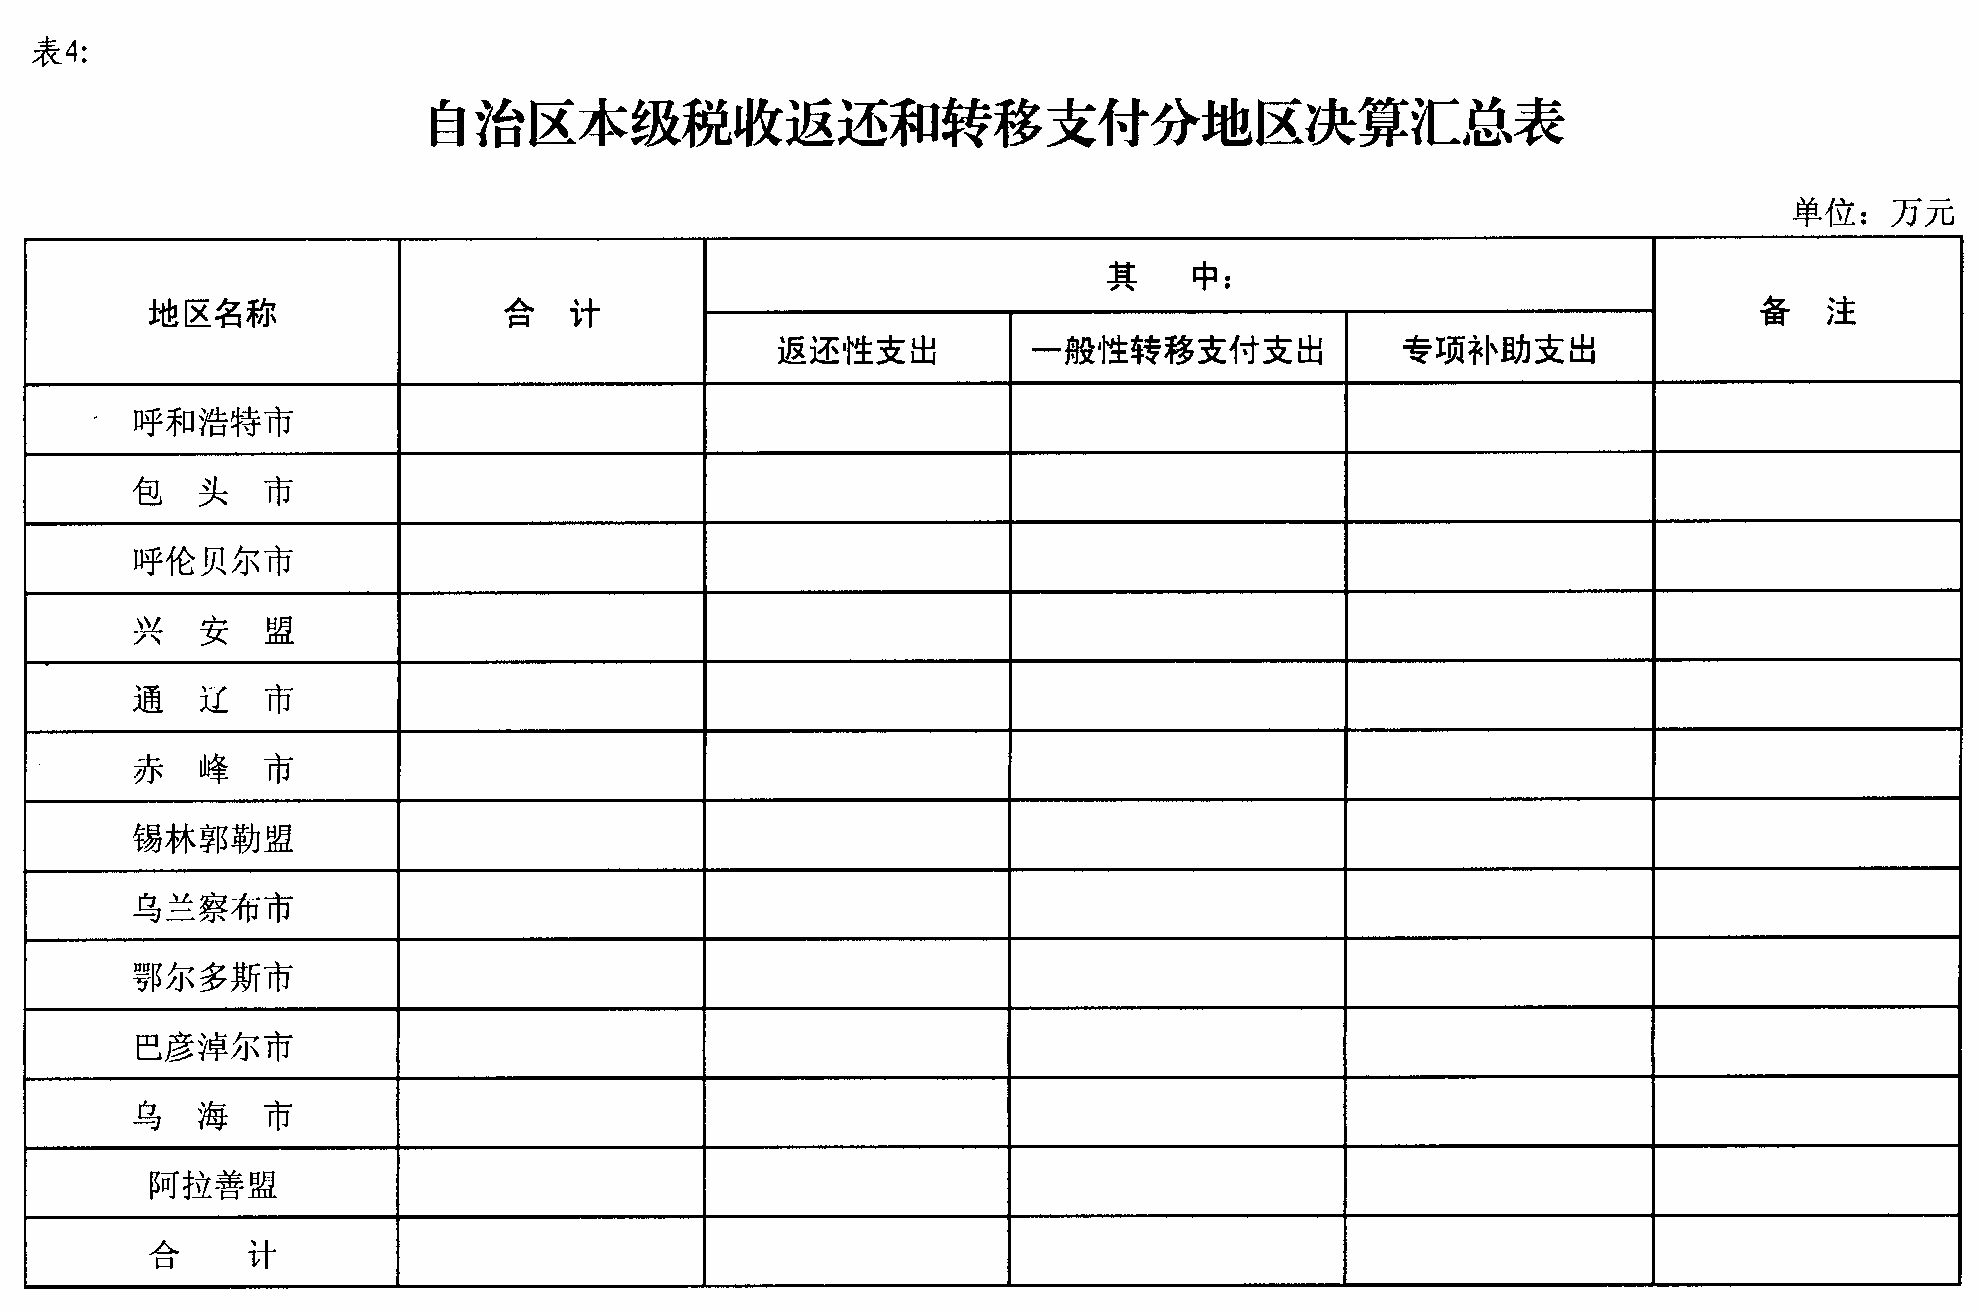 表4:
自治区本级税收返还和转移支付分地区决算汇总表
单位：万元
地区名称 合 计 其 中： 备 注
返还性支出 一般性转移支付支出 专项补助支出
呼和浩特市
包 头 市
呼伦贝尔市
兴 安 盟
通 辽 市
赤 峰 市
锡林郭勒盟
乌兰察布市
鄂尔多斯市
巴彦淖尔市
乌 海 市
阿拉善盟
合 计